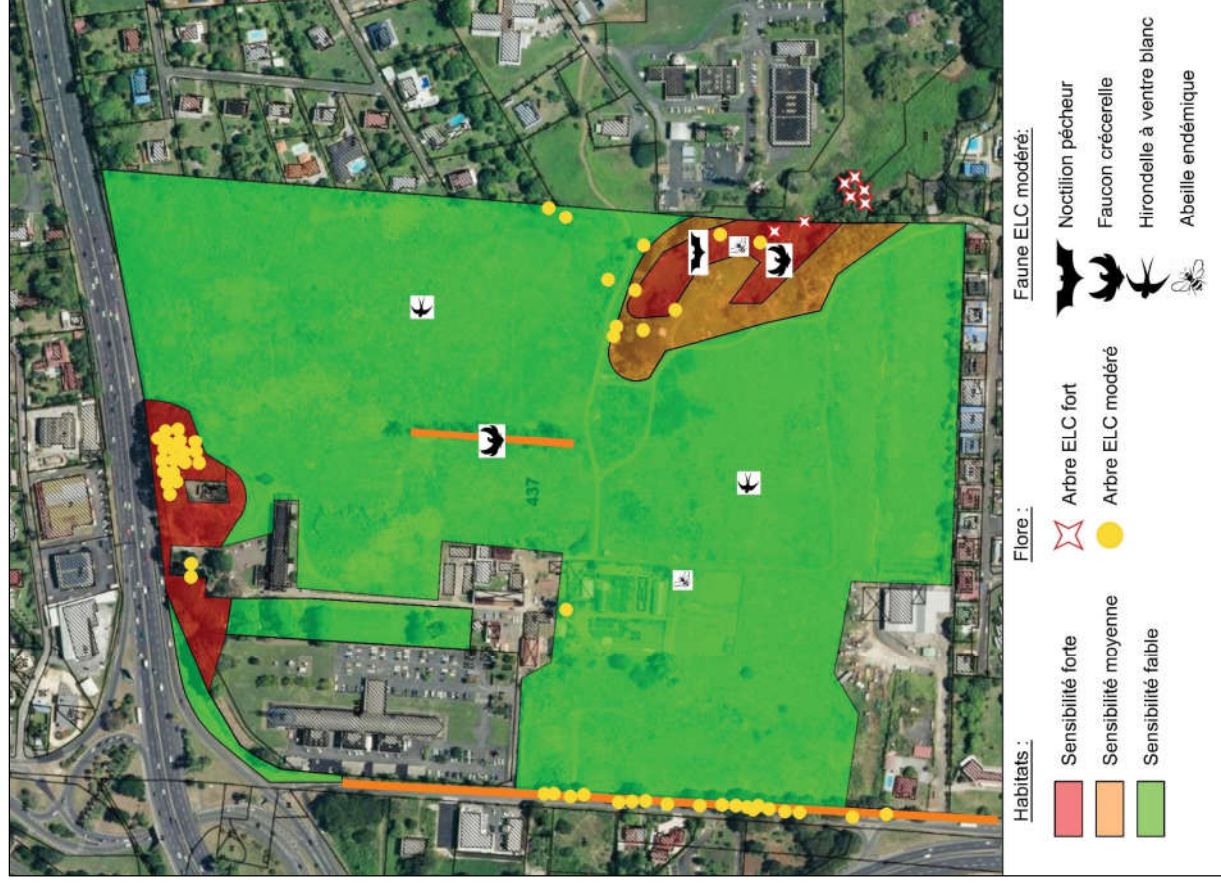 437
Habitats :
Sensibilité forte
Sensibilité moyenne
Sensibilité faible
Flore :
Arbre ELC fort
Arbre ELC modéré
Faune ELC modéré:
Noctilion pêcheur
Faucon crécerelle
Hirondelle à ventre blanc
Abeille endémique